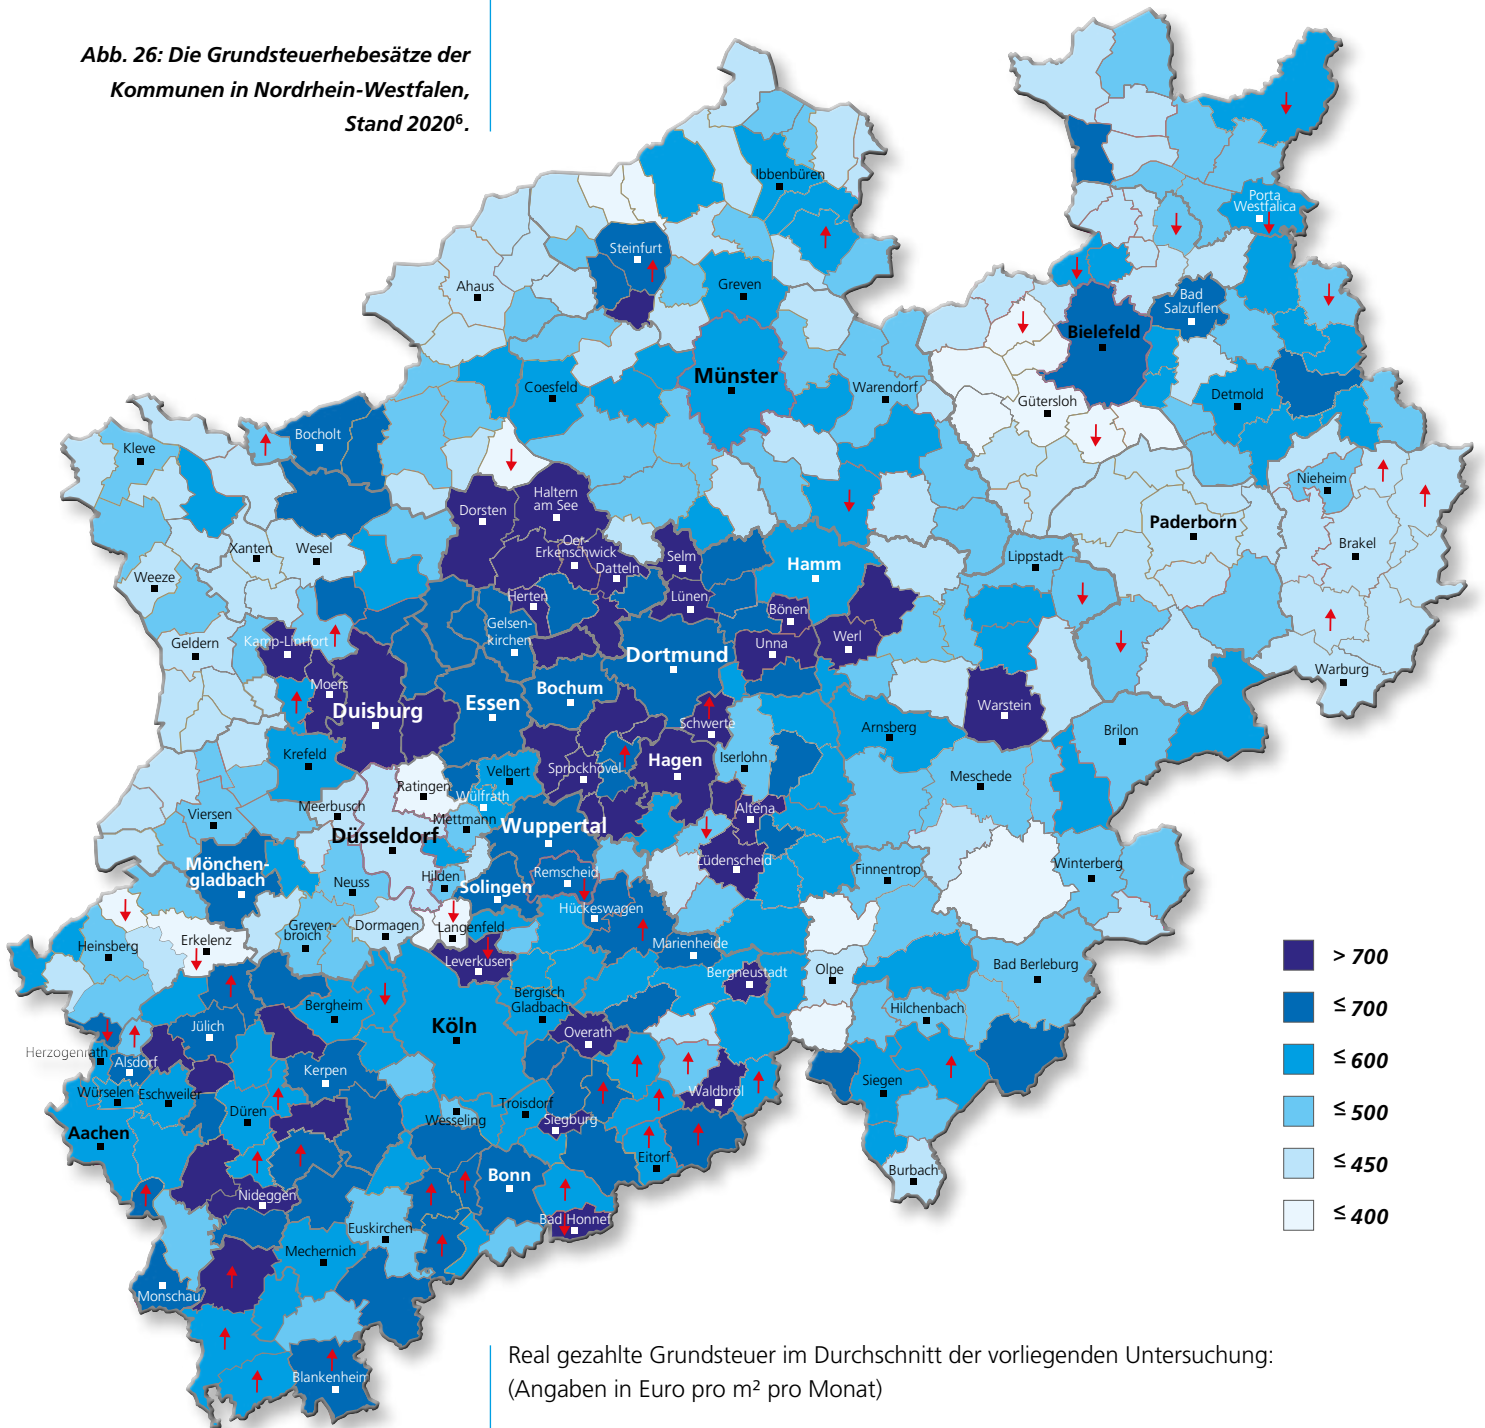 Abb. 26: Die Grundsteuerhebesätze der
Kommunen in Nordrhein-Westfalen,
Stand 2020⁶.
Ibbenbüren
Porta
Westfalica
Steinfurt
Ahaus
Greven
Bad
Salzuflen
Bielefeld
Münster
Coesfeld
Warendorf
Gütersloh
Detmold
Kleve
Bocholt
Nieheim
Dorsten
Haltern
am See
Paderborn
Xanten
Wesel
Oer-
Erkenschwick
Datteln
Selm
Hamm
Lippstadt
Brakel
Weeze
Herten
Lünen
Bönen
Geldern
Kamp-Lintfort
Gelsen-
kirchen
Dortmund
Unna
Werl
Warburg
Moers
Duisburg
Essen
Bochum
Schwerte
Arnsberg
Warstein
Brilon
Krefeld
Velbert
Sprockhövel
Hagen
Iserlohn
Meschede
Ratingen
Wülfrath
Meerbusch
Viersen
Mettmann
Altena
Düsseldorf
Wuppertal
Mönchen-
gladbach
Neuss
Hilden
Solingen
Remscheid
Lüdenscheid
Finnentrop
Winterberg
Hückeswagen
Erkelenz
Heinsberg
Greven-
broich
Dormagen
Langenfeld
Leverkusen
Marienheide
Bergneustadt
Olpe
Bad Berleburg
Bergheim
Bergisch
Gladbach
Hilchenbach
Jülich
Köln
Overath
Herzogenrath
Alsdorf
Kerpen
Siegen
Würselen
Eschweiler
Düren
Wesseling
Troisdorf
Siegburg
Waldbröl
Aachen
Eitorf
Bonn
Burbach
Nideggen
Bad Honnef
Euskirchen
Mechernich
Monschau
Blankenheim
> 700
≤ 700
≤ 600
≤ 500
≤ 450
≤ 400
Real gezahlte Grundsteuer im Durchschnitt der vorliegenden Untersuchung:
(Angaben in Euro pro m² pro Monat)